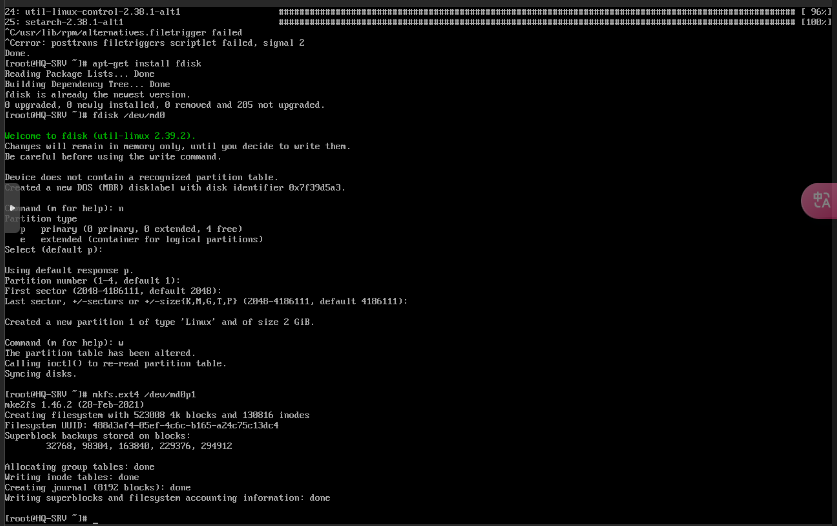 24: util-linux-control-2.38.1-alt1 ################################################################################ [ 96%]
25: setarch-2.38.1-alt1 ################################################################################ [100%]
^C/usr/lib/rpm/alternatives.filetrigger failed
^Cerror: posttrans filetriggers scriptlet failed, signal 2
Done.
[root@HQ-SRV ~]# apt-get install fdisk
Reading Package Lists... Done
Building Dependency Tree... Done
fdisk is already the newest version.
0 upgraded, 0 newly installed, 0 removed and 205 not upgraded.
[root@HQ-SRV ~]# fdisk /dev/md0
Welcome to fdisk (util-linux 2.39.2).
Changes will remain in memory only, until you decide to write them.
Be careful before using the write command.
Device does not contain a recognized partition table.
Created a new DOS (MBR) disklabel with disk identifier 0x7f39d5a3.
Command (m for help): n
Partition type
p primary (0 primary, 0 extended, 4 free)
e extended (container for logical partitions)
Select (default p):
Using default response p.
Partition number (1-4, default 1):
First sector (2048-4186111, default 2048):
Last sector, +/-sectors or +/-size{K,M,G,T,P} (2048-4186111, default 4186111):
Created a new partition 1 of type 'Linux' and of size 2 GiB.
Command (m for help): w
The partition table has been altered.
Calling ioctl() to re-read partition table.
Syncing disks.
[root@HQ-SRV ~]# mkfs.ext4 /dev/md0p1
mke2fs 1.46.2 (28-Feb-2021)
Creating filesystem with 523008 4k blocks and 130816 inodes
Filesystem UUID: 488d3af4-05ef-4c6c-b165-a24c75c13dc4
Superblock backups stored on blocks:
32768, 98304, 163840, 229376, 294912
Allocating group tables: done
Writing inode tables: done
Creating journal (8192 blocks): done
Writing superblocks and filesystem accounting information: done
[root@HQ-SRV ~]# _
中A